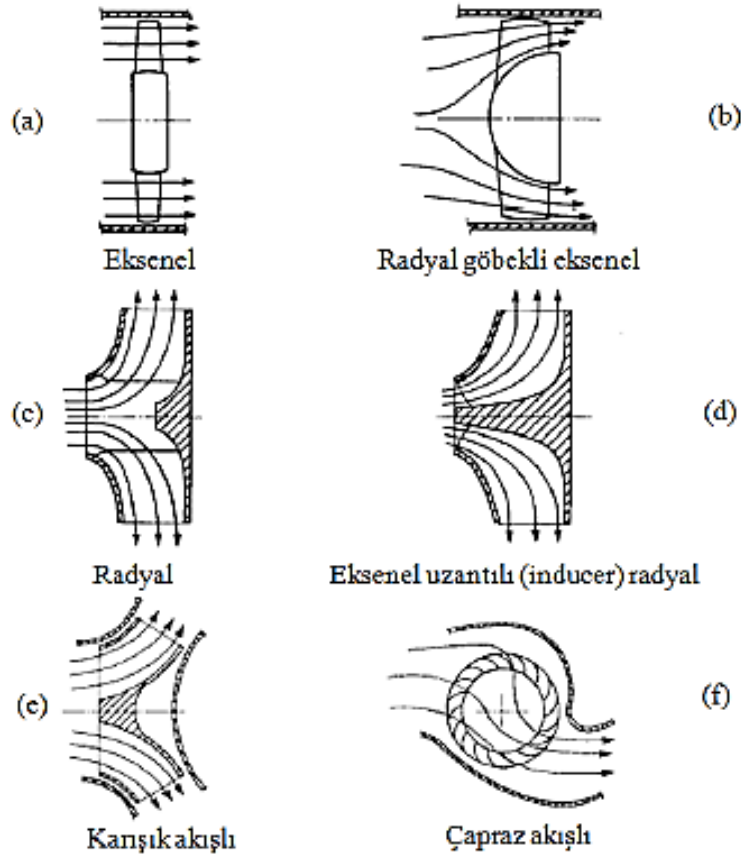 (a)
(b)
Eksenel
Radyal göbekli eksenel
(c)
(d)
Radyal
Eksenel uzantılı (inducer) radyal
(e)
(f)
Karışık akışlı
Çapraz akışlı